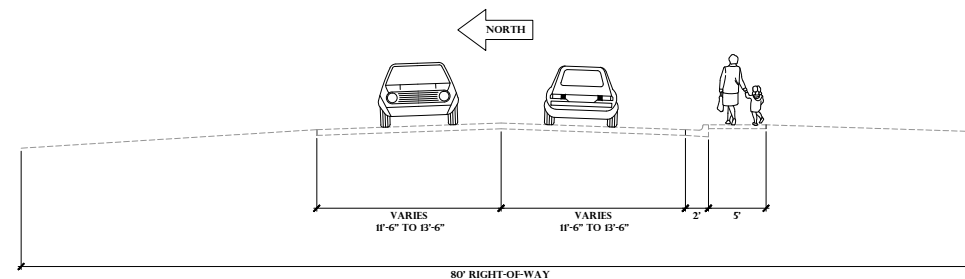 NORTH
VARIES
11'-6" TO 13'-6"
VARIES
11'-6" TO 13'-6"
2'
5'
80' RIGHT-OF-WAY